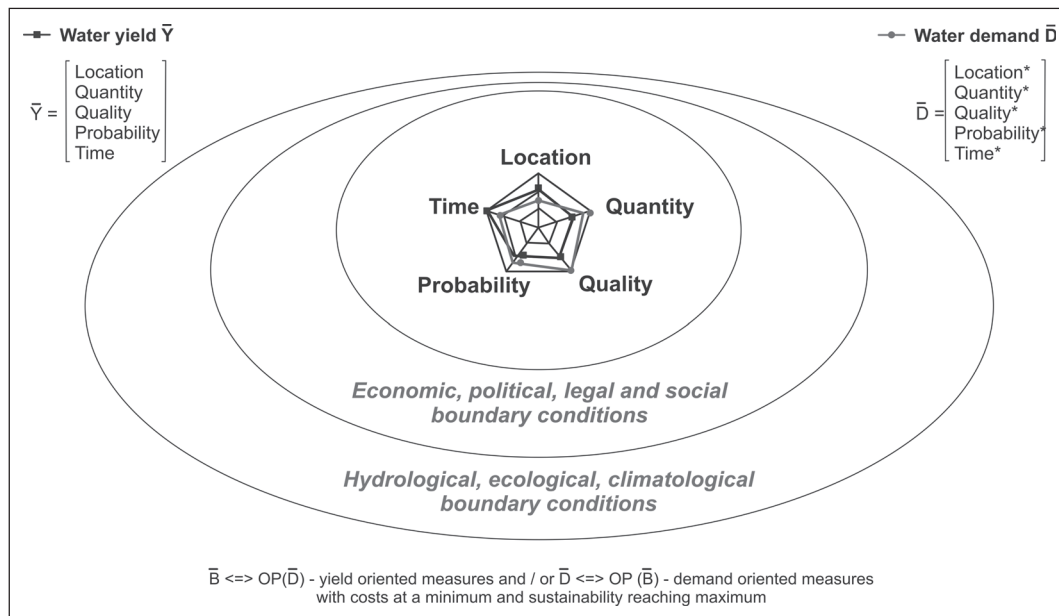 Water yield Ȳ
Water demand D̄
Ȳ =
Location
Quantity
Quality
Probability
Time
D̄ =
Location*
Quantity*
Quality*
Probability*
Time*
Location
Time
Quantity
Probability
Quality
Economic, political, legal and social
boundary conditions
Hydrological, ecological, climatological
boundary conditions
B̄ <=> OP(D̄) - yield oriented measures and / or D̄ <=> OP (B̄) - demand oriented measures
with costs at a minimum and sustainability reaching maximum